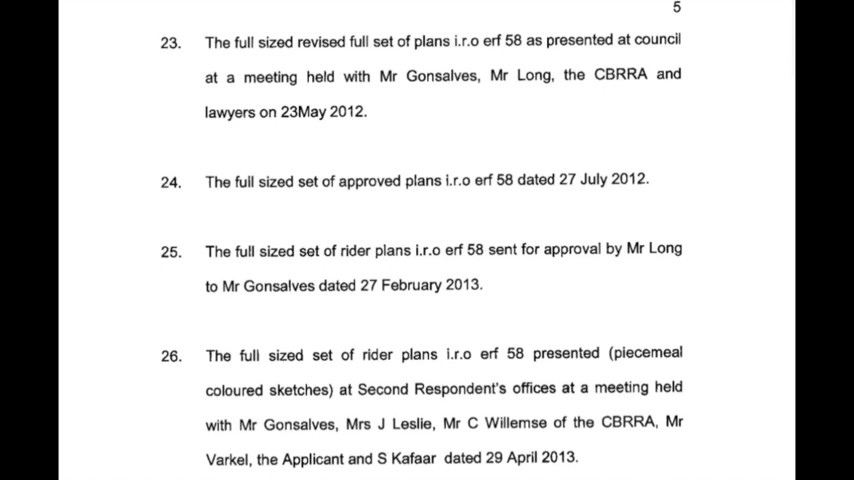 5
23. The full sized revised full set of plans i.r.o erf 58 as presented at council
at a meeting held with Mr Gonsalves, Mr Long, the CBRRA and
lawyers on 23May 2012.
24. The full sized set of approved plans i.r.o erf 58 dated 27 July 2012.
25. The full sized set of rider plans i.r.o erf 58 sent for approval by Mr Long
to Mr Gonsalves dated 27 February 2013.
26. The full sized set of rider plans i.r.o erf 58 presented (piecemeal
coloured sketches) at Second Respondent's offices at a meeting held
with Mr Gonsalves, Mrs J Leslie, Mr C Willemse of the CBRRA, Mr
Varkel, the Applicant and S Kafaar dated 29 April 2013.